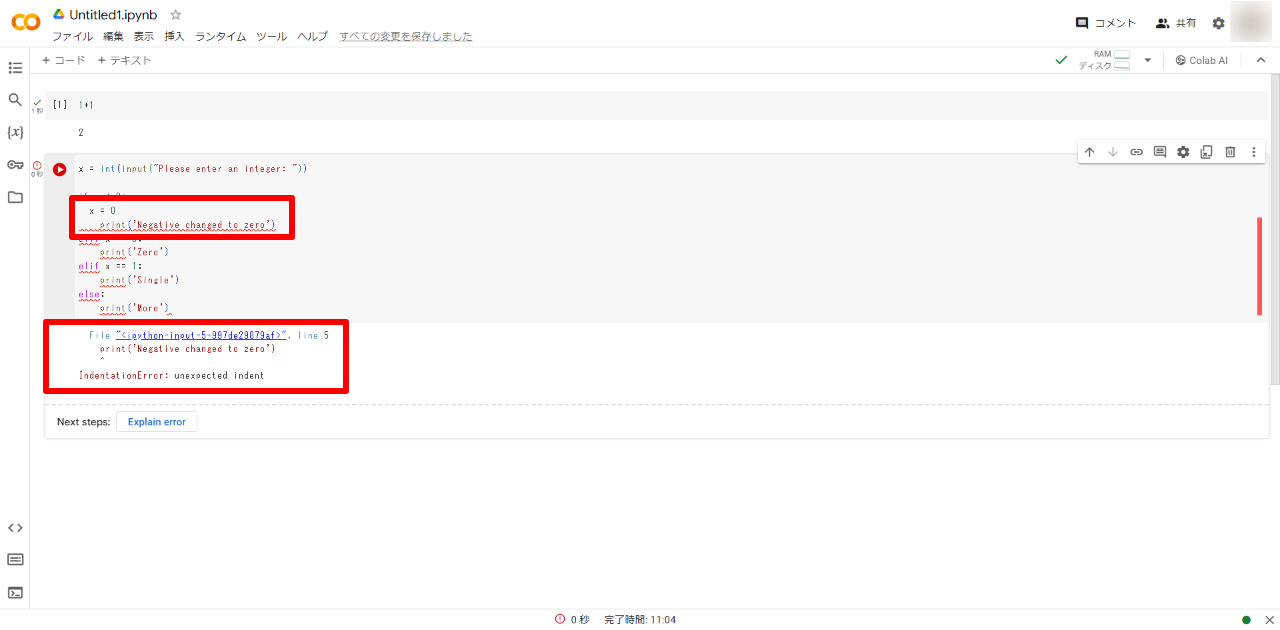 Untitled1.ipynb
ファイル 編集 表示 挿入 ランタイム ツール ヘルプ すべての変更を保存しました
コメント 共有
+ コード + テキスト
RAM
ディスク
Colab AI
[1] 1+1
1 秒
2
0 秒
x = int(input("Please enter an integer: "))
x = 0
print('Negative changed to zero')
print('Zero')
elif x == 1:
print('Single')
else:
print('More')
File "<ipython-input-5-997de29079af>", line 5
print('Negative changed to zero')
^
IndentationError: unexpected indent
Next steps: Explain error
0 秒 完了時間: 11:04